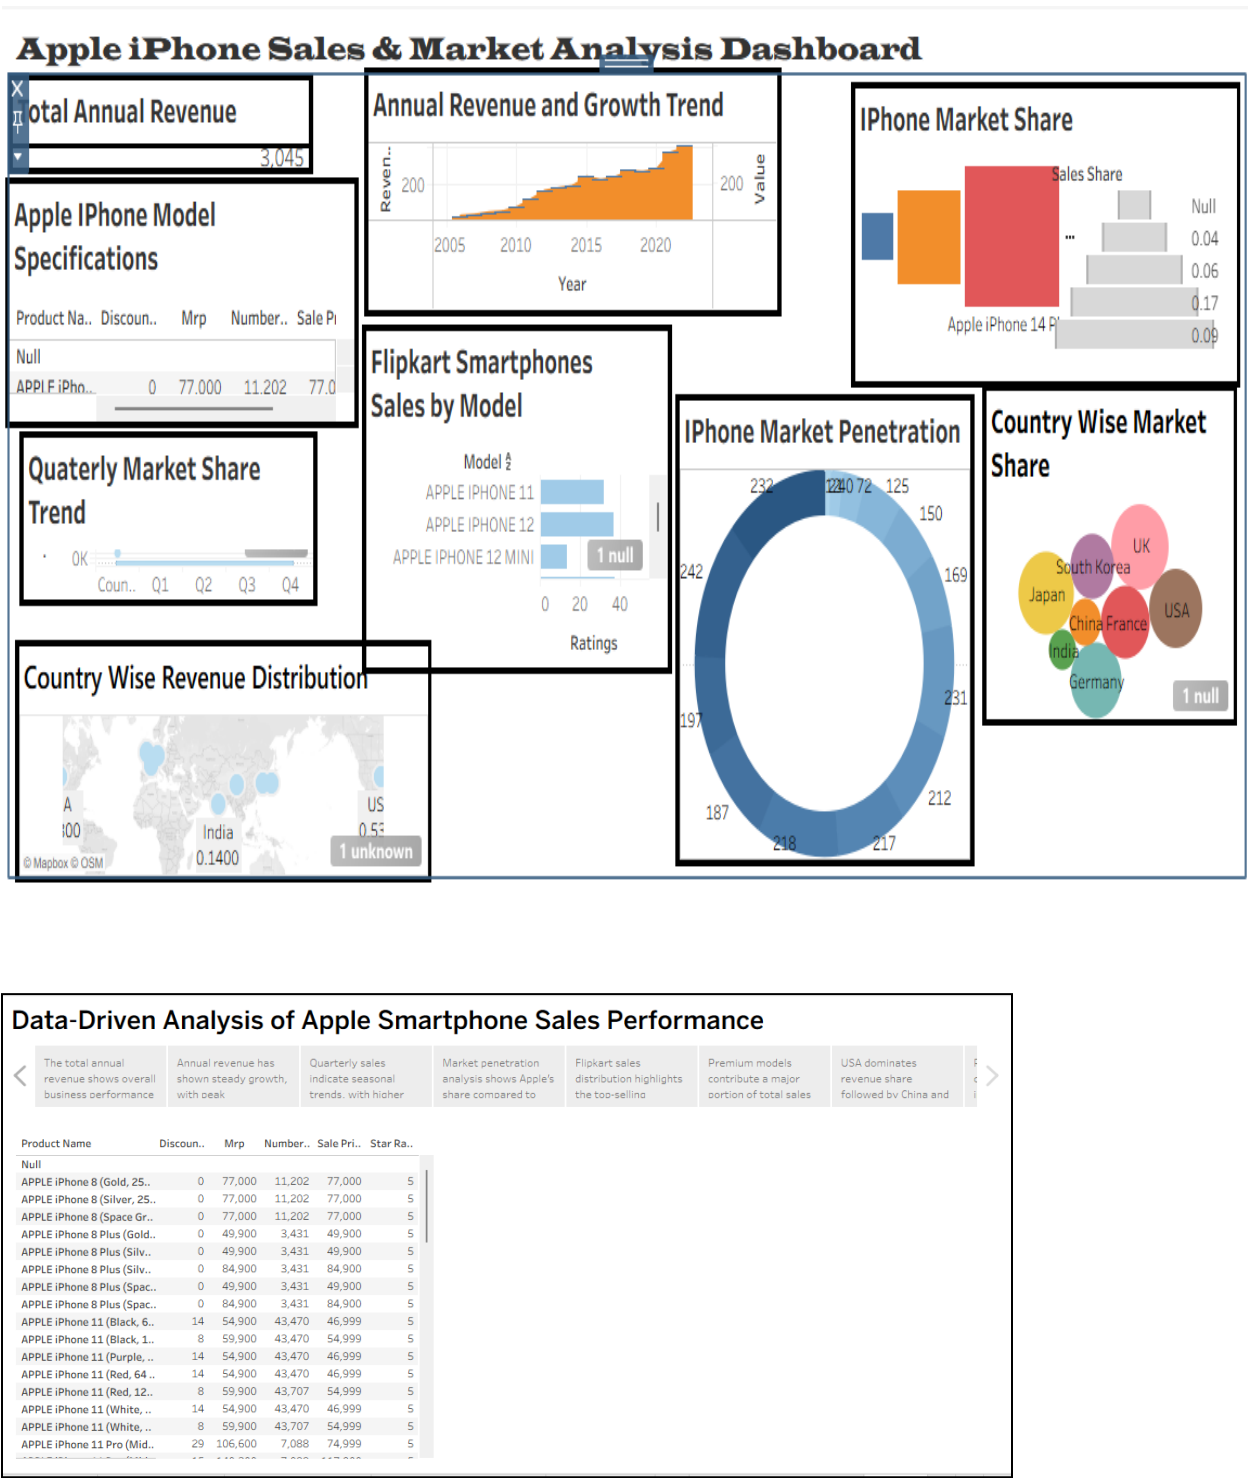 Apple iPhone Sales & Market Analysis Dashboard
Total Annual Revenue
3,045
Apple IPhone Model
Specifications
Product Na.. Discoun.. Mrp Number.. Sale Pr
Null
APPLE iPho.. 0 77,000 11,202 77,0
Quaterly Market Share
Trend
0K
Coun.. Q1 Q2 Q3 Q4
Country Wise Revenue Distribution
A
300
India
0.1400
US
0.53
1 unknown
© Mapbox © OSM
Annual Revenue and Growth Trend
Reven..
200
200
Value
2005 2010 2015 2020
Year
Flipkart Smartphones
Sales by Model
Model
APPLE IPHONE 11
APPLE IPHONE 12
APPLE IPHONE 12 MINI
1 null
0 20 40
Ratings
IPhone Market Share
Sales Share
Null
...
0.04
0.06
0.17
Apple iPhone 14 Pl
0.09
IPhone Market Penetration
232 40 72 125
150
242
169
231
197
212
187
218
217
Country Wise Market
Share
UK
South Korea
Japan
USA
China France
India
Germany
1 null
Data-Driven Analysis of Apple Smartphone Sales Performance
The total annual
revenue shows overall
business performance
Annual revenue has
shown steady growth,
with peak
Quarterly sales
indicate seasonal
trends, with higher
Market penetration
analysis shows Apple's
share compared to
Flipkart sales
distribution highlights
the top-selling
Premium models
contribute a major
portion of total sales
USA dominates
revenue share
followed by China and
Product Name Discoun.. Mrp Number.. Sale Pri.. Star Ra..
Null
APPLE iPhone 8 (Gold, 25.. 0 77,000 11,202 77,000 5
APPLE iPhone 8 (Silver, 25.. 0 77,000 11,202 77,000 5
APPLE iPhone 8 (Space Gr.. 0 77,000 11,202 77,000 5
APPLE iPhone 8 Plus (Gold.. 0 49,900 3,431 49,900 5
APPLE iPhone 8 Plus (Silv.. 0 49,900 3,431 49,900 5
APPLE iPhone 8 Plus (Silv.. 0 84,900 3,431 84,900 5
APPLE iPhone 8 Plus (Spac.. 0 49,900 3,431 49,900 5
APPLE iPhone 8 Plus (Spac.. 0 84,900 3,431 84,900 5
APPLE iPhone 11 (Black, 6.. 14 54,900 43,470 46,999 5
APPLE iPhone 11 (Black, 1.. 8 59,900 43,470 54,999 5
APPLE iPhone 11 (Purple, .. 14 54,900 43,470 46,999 5
APPLE iPhone 11 (Red, 64 .. 14 54,900 43,470 46,999 5
APPLE iPhone 11 (Red, 12.. 8 59,900 43,707 54,999 5
APPLE iPhone 11 (White, .. 14 54,900 43,470 46,999 5
APPLE iPhone 11 (White, .. 8 59,900 43,707 54,999 5
APPLE iPhone 11 Pro (Mid.. 29 106,600 7,088 74,999 5